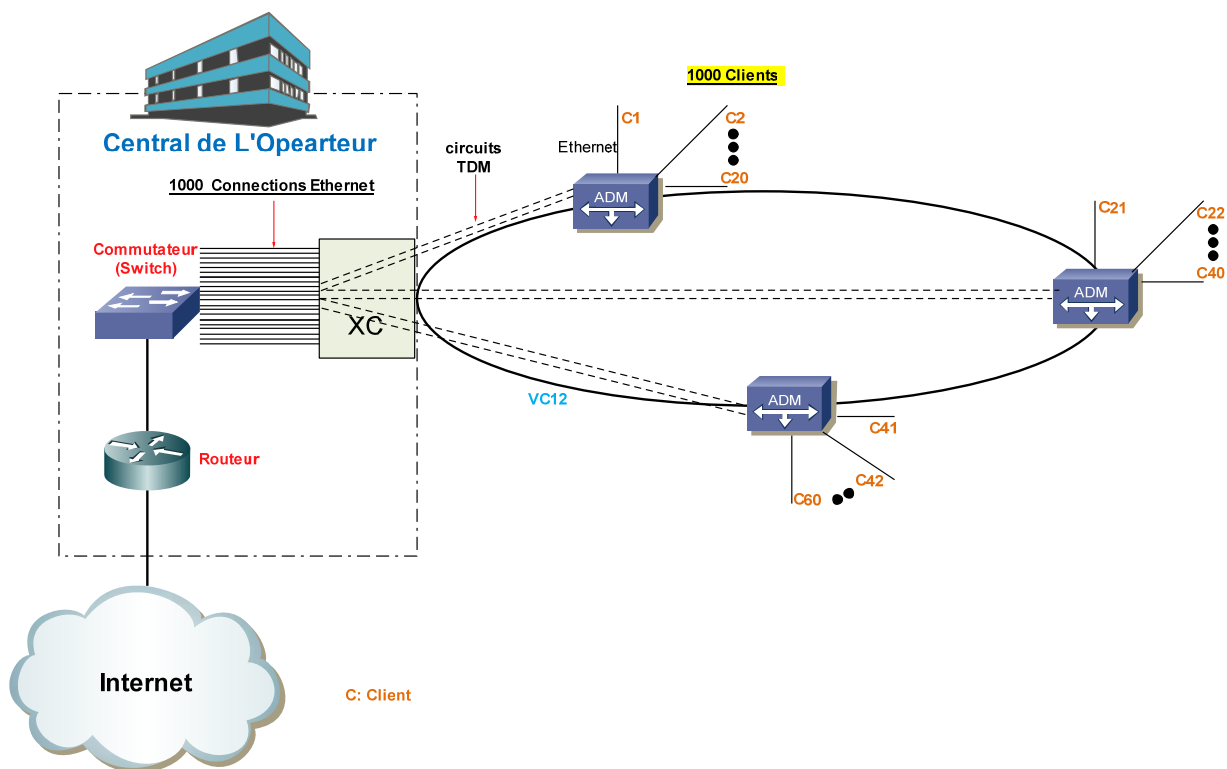 1000 Clients
C1
C2
Central de L'Opearteur
circuits
TDM
Ethernet
1000 Connections Ethernet
C20
ADM
C21
C22
Commutateur
(Switch)
C40
ADM
XC
VC12
ADM
C41
Routeur
C42
C60
Internet
C: Client